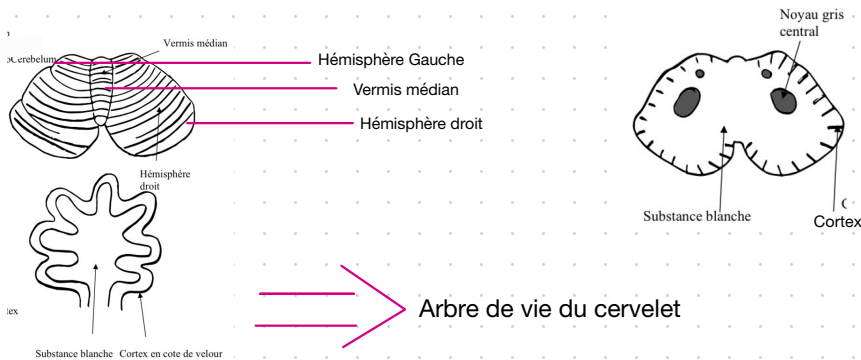 Vermis médian
Cerebelum
Hémisphère Gauche
Vermis médian
Hémisphère droit
Hémisphère
droit
Noyau gris
central
Substance blanche
Cortex
Arbre de vie du cervelet
Substance blanche
Cortex en cote de velour